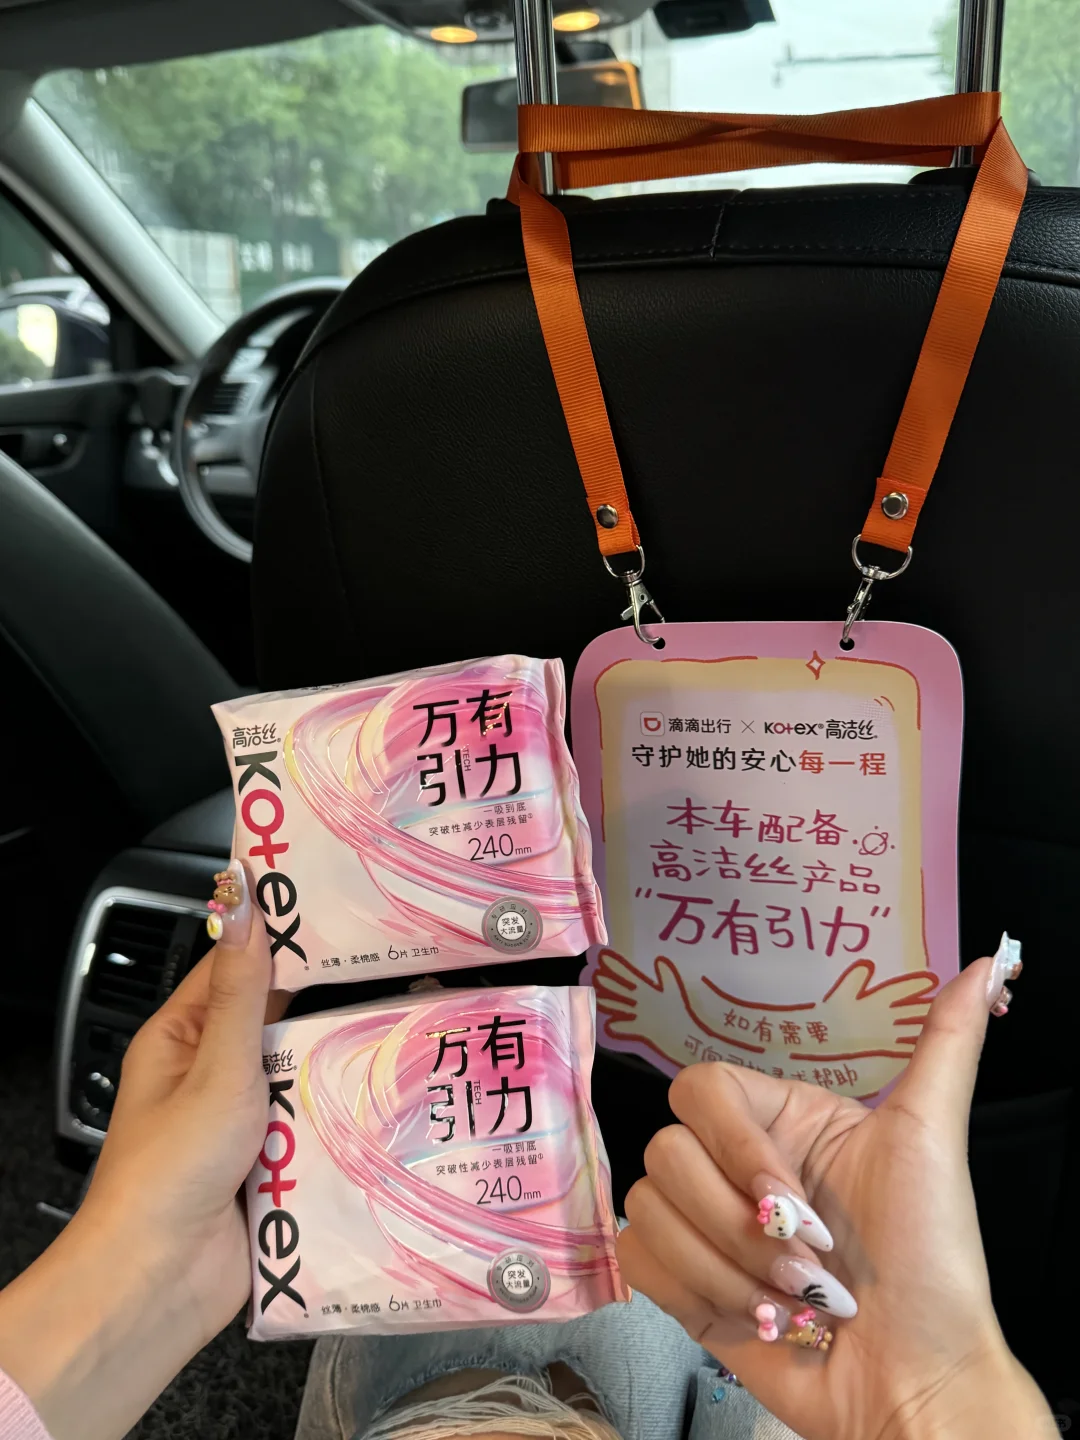 高洁丝
Kotex®
万有
引力
TECH
一吸到底
突破性减少表层残留①
240mm
突发
大流量
丝薄·柔棉感 6片 卫生巾
高洁丝
Kotex®
万有
引力
TECH
一吸到底
突破性减少表层残留①
240mm
突发
大流量
丝薄·柔棉感 6片 卫生巾
滴滴出行 × Kotex®高洁丝
守护她的安心每一程
本车配备
高洁丝产品
“万有引力”
如有需要
可向司机寻求帮助